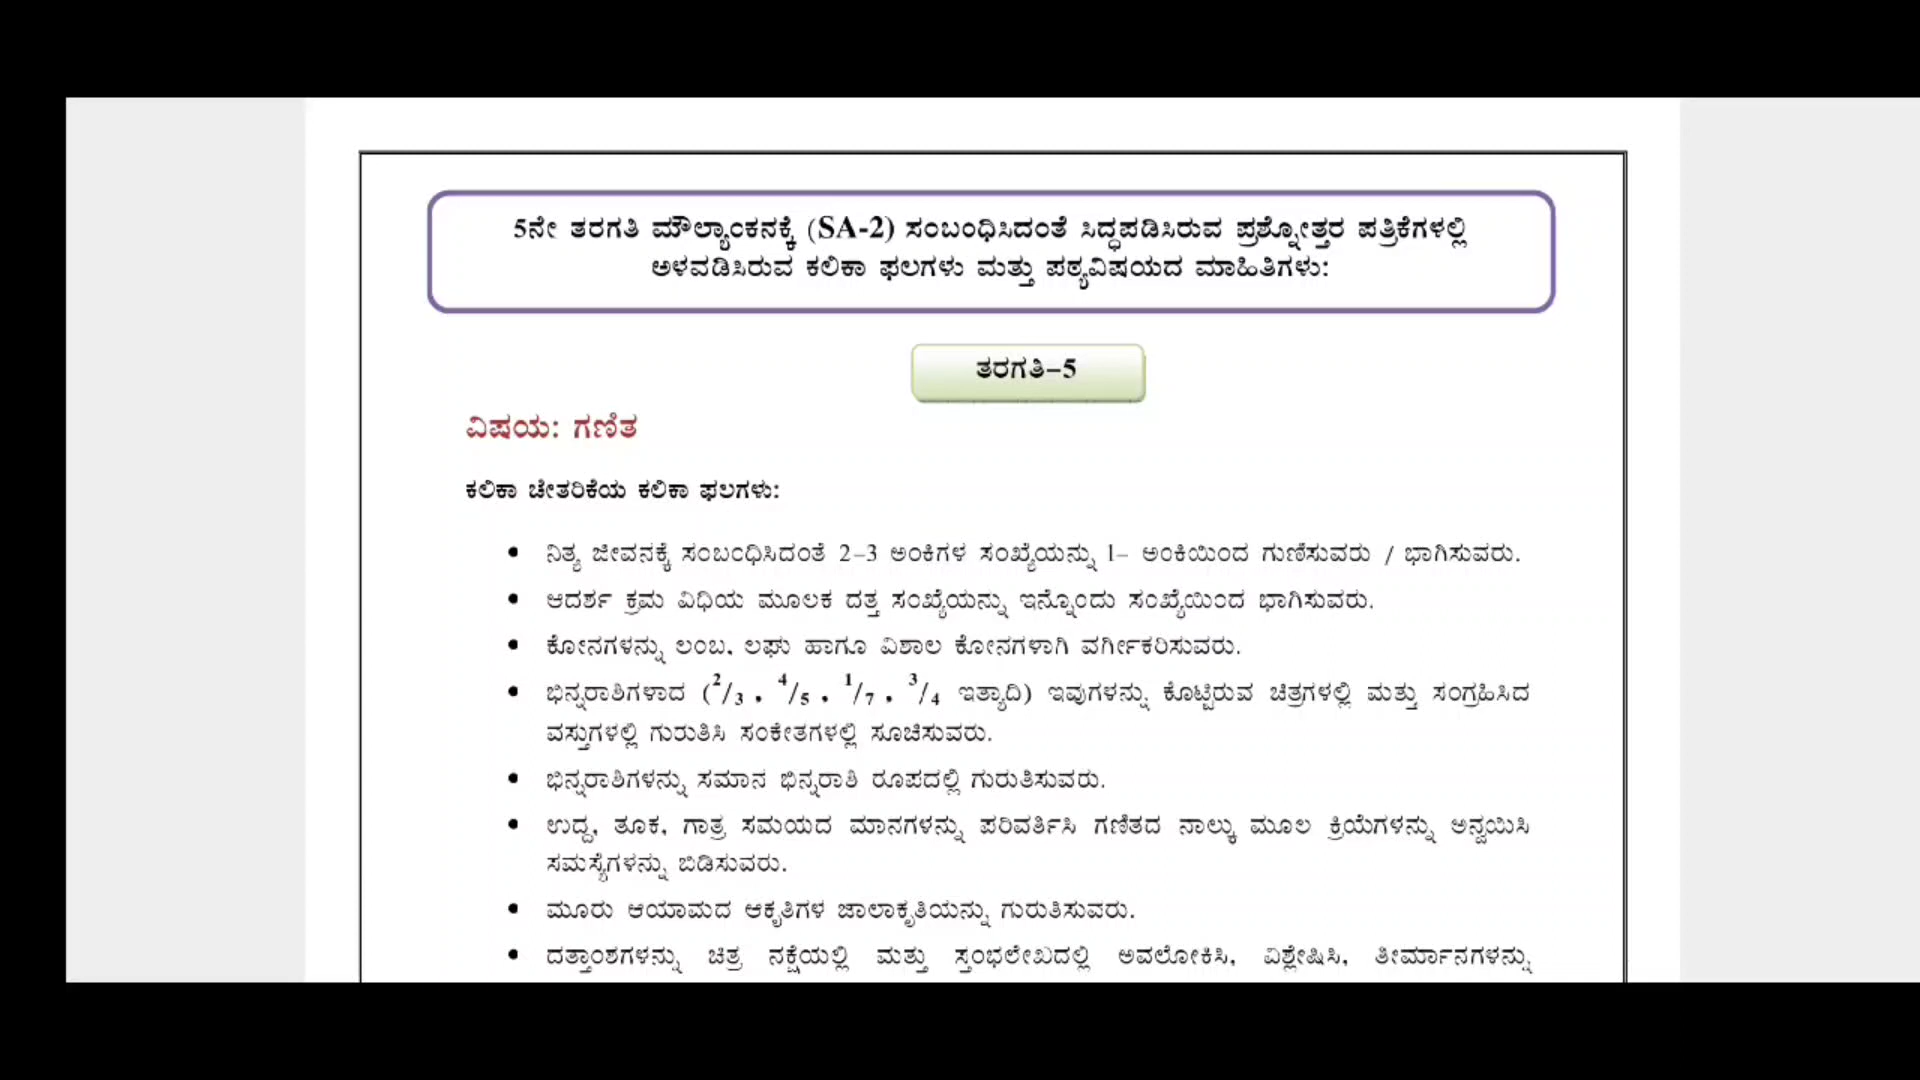 5ನೇ ತರಗತಿ ಮೌಲ್ಯಾಂಕನಕ್ಕೆ (SA-2) ಸಂಬಂಧಿಸಿದಂತೆ ಸಿದ್ಧಪಡಿಸಿರುವ ಪ್ರಶ್ನೋತ್ತರ ಪತ್ರಿಕೆಗಳಲ್ಲಿ
ಅಳವಡಿಸಿರುವ ಕಲಿಕಾ ಫಲಗಳು ಮತ್ತು ಪಠ್ಯವಿಷಯದ ಮಾಹಿತಿಗಳು:
ತರಗತಿ–5
ವಿಷಯ: ಗಣಿತ
ಕಲಿಕಾ ಚೇತರಿಕೆಯ ಕಲಿಕಾ ಫಲಗಳು:
• ನಿತ್ಯ ಜೀವನಕ್ಕೆ ಸಂಬಂಧಿಸಿದಂತೆ 2–3 ಅಂಕಿಗಳ ಸಂಖ್ಯೆಯನ್ನು 1– ಅಂಕಿಯಿಂದ ಗುಣಿಸುವರು / ಭಾಗಿಸುವರು.
• ಆದರ್ಶ ಕ್ರಮ ವಿಧಿಯ ಮೂಲಕ ದತ್ತ ಸಂಖ್ಯೆಯನ್ನು ಇನ್ನೊಂದು ಸಂಖ್ಯೆಯಿಂದ ಭಾಗಿಸುವರು.
• ಕೋನಗಳನ್ನು ಲಂಬ, ಲಘು ಹಾಗೂ ವಿಶಾಲ ಕೋನಗಳಾಗಿ ವರ್ಗೀಕರಿಸುವರು.
• ಭಿನ್ನರಾಶಿಗಳಾದ (2/3 , 4/5 , 1/7 , 3/4 ಇತ್ಯಾದಿ) ಇವುಗಳನ್ನು ಕೊಟ್ಟಿರುವ ಚಿತ್ರಗಳಲ್ಲಿ ಮತ್ತು ಸಂಗ್ರಹಿಸಿದ
ವಸ್ತುಗಳಲ್ಲಿ ಗುರುತಿಸಿ ಸಂಕೇತಗಳಲ್ಲಿ ಸೂಚಿಸುವರು.
• ಭಿನ್ನರಾಶಿಗಳನ್ನು ಸಮಾನ ಭಿನ್ನರಾಶಿ ರೂಪದಲ್ಲಿ ಗುರುತಿಸುವರು.
• ಉದ್ದ, ತೂಕ, ಗಾತ್ರ ಸಮಯದ ಮಾನಗಳನ್ನು ಪರಿವರ್ತಿಸಿ ಗಣಿತದ ನಾಲ್ಕು ಮೂಲ ಕ್ರಿಯೆಗಳನ್ನು ಅನ್ವಯಿಸಿ
ಸಮಸ್ಯೆಗಳನ್ನು ಬಿಡಿಸುವರು.
• ಮೂರು ಆಯಾಮದ ಆಕೃತಿಗಳ ಜಾಲಾಕೃತಿಯನ್ನು ಗುರುತಿಸುವರು.
• ದತ್ತಾಂಶಗಳನ್ನು ಚಿತ್ರ ನಕ್ಷೆಯಲ್ಲಿ ಮತ್ತು ಸ್ತಂಭಲೇಖದಲ್ಲಿ ಅವಲೋಕಿಸಿ, ವಿಶ್ಲೇಷಿಸಿ, ತೀರ್ಮಾನಗಳನ್ನು